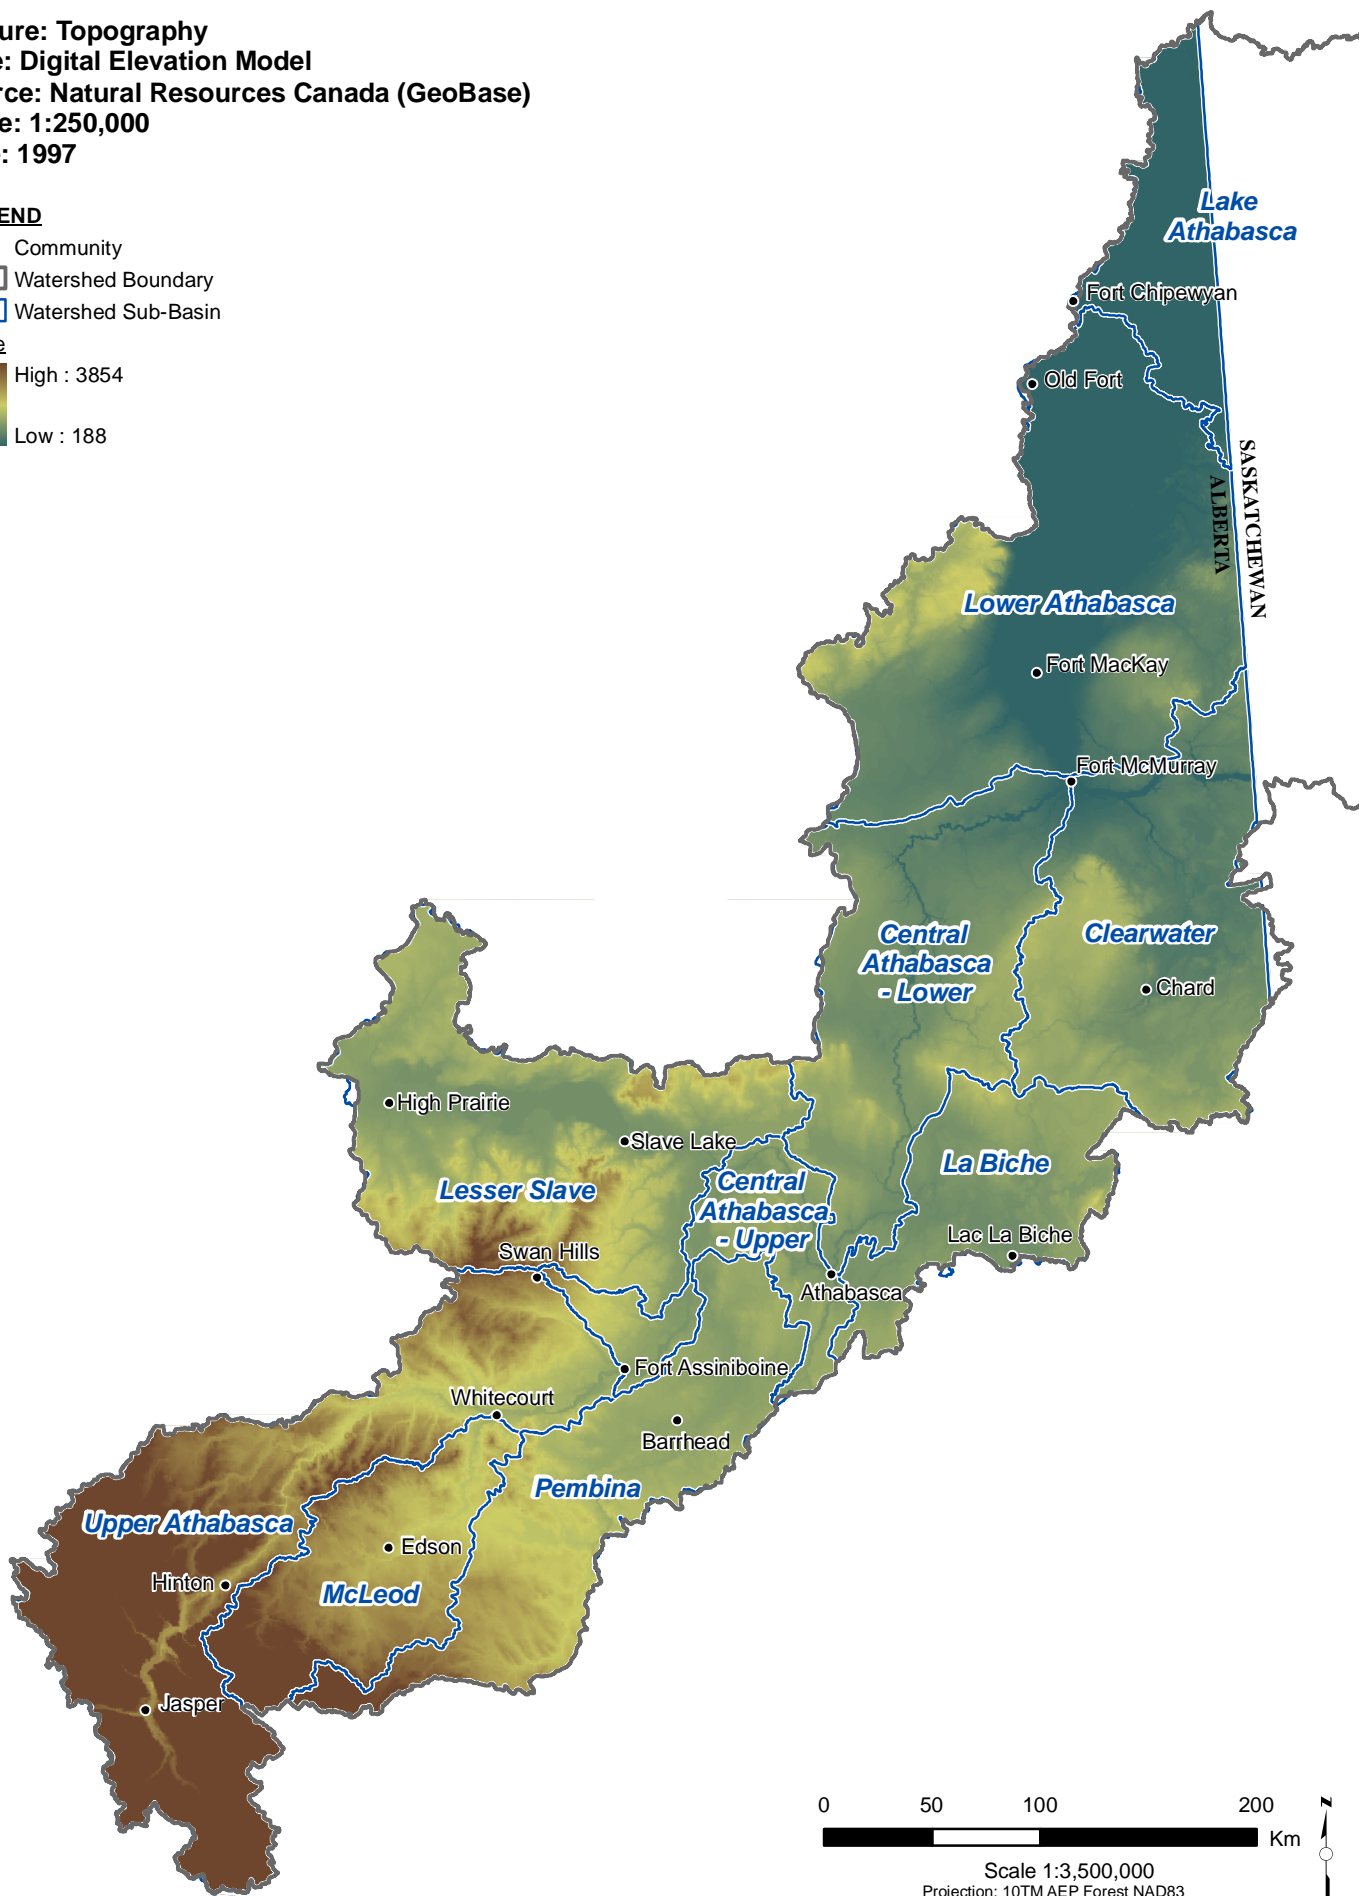 ure: Topography
e: Digital Elevation Model
rce: Natural Resources Canada (GeoBase)
e: 1:250,000
: 1997
END
Community
Watershed Boundary
Watershed Sub-Basin
e
High : 3854
Low : 188
Lake
Athabasca
Fort Chipewyan
Old Fort
SASKATCHEWAN
ALBERTA
Lower Athabasca
Fort MacKay
Fort McMurray
Central
Athabasca
- Lower
Clearwater
Chard
High Prairie
Slave Lake
La Biche
Lesser Slave
Central
Athabasca
- Upper
Lac La Biche
Swan Hills
Athabasca
Fort Assiniboine
Whitecourt
Barrhead
Pembina
Upper Athabasca
Edson
Hinton
McLeod
Jasper
0 50 100 200
Km
N
Scale 1:3,500,000
Projection: 10TM AEP Forest NAD83